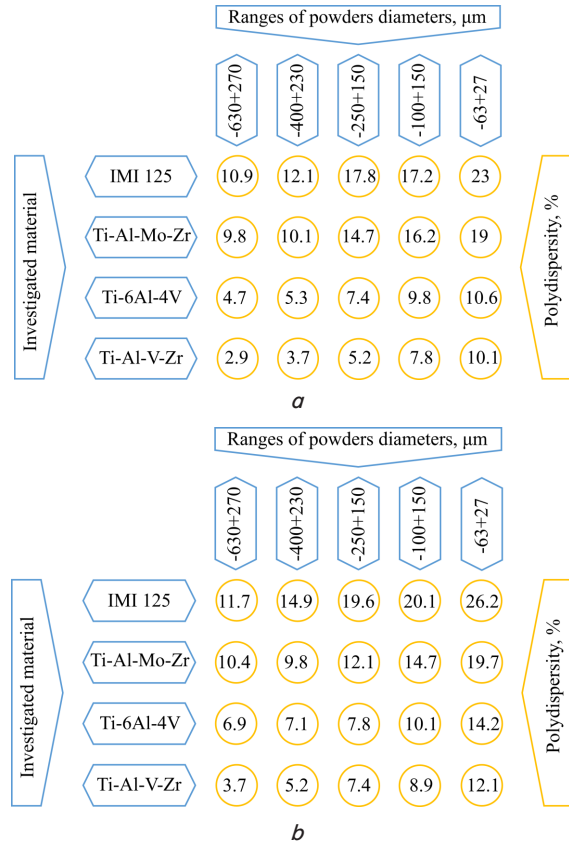 Ranges of powders diameters, μm
-630+270
-400+230
-250+150
-100+150
-63+27
Investigated material
Polydispersity, %
IMI 125 10.9 12.1 17.8 17.2 23
Ti-Al-Mo-Zr 9.8 10.1 14.7 16.2 19
Ti-6Al-4V 4.7 5.3 7.4 9.8 10.6
Ti-Al-V-Zr 2.9 3.7 5.2 7.8 10.1
a
Ranges of powders diameters, μm
-630+270
-400+230
-250+150
-100+150
-63+27
Investigated material
Polydispersity, %
IMI 125 11.7 14.9 19.6 20.1 26.2
Ti-Al-Mo-Zr 10.4 9.8 12.1 14.7 19.7
Ti-6Al-4V 6.9 7.1 7.8 10.1 14.2
Ti-Al-V-Zr 3.7 5.2 7.4 8.9 12.1
b